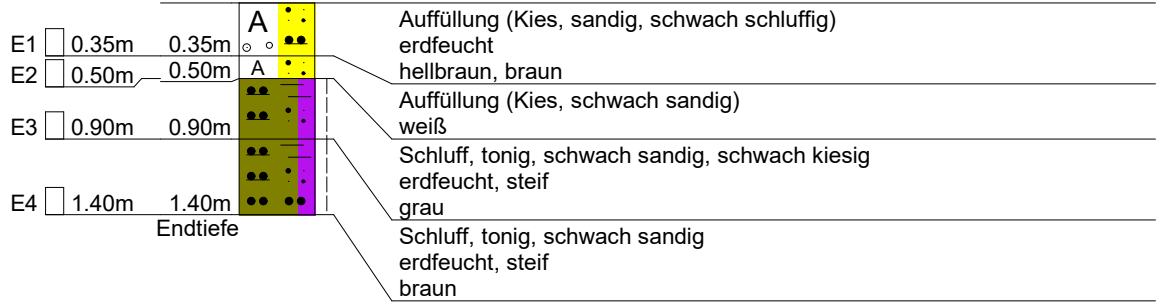 A
Auffüllung (Kies, sandig, schwach schluffig)
E1 0.35m 0.35m
erdfeucht
hellbraun, braun
E2 0.50m 0.50m A
Auffüllung (Kies, schwach sandig)
weiß
E3 0.90m 0.90m
Schluff, tonig, schwach sandig, schwach kiesig
erdfeucht, steif
grau
E4 1.40m 1.40m
Endtiefe
Schluff, tonig, schwach sandig
erdfeucht, steif
braun